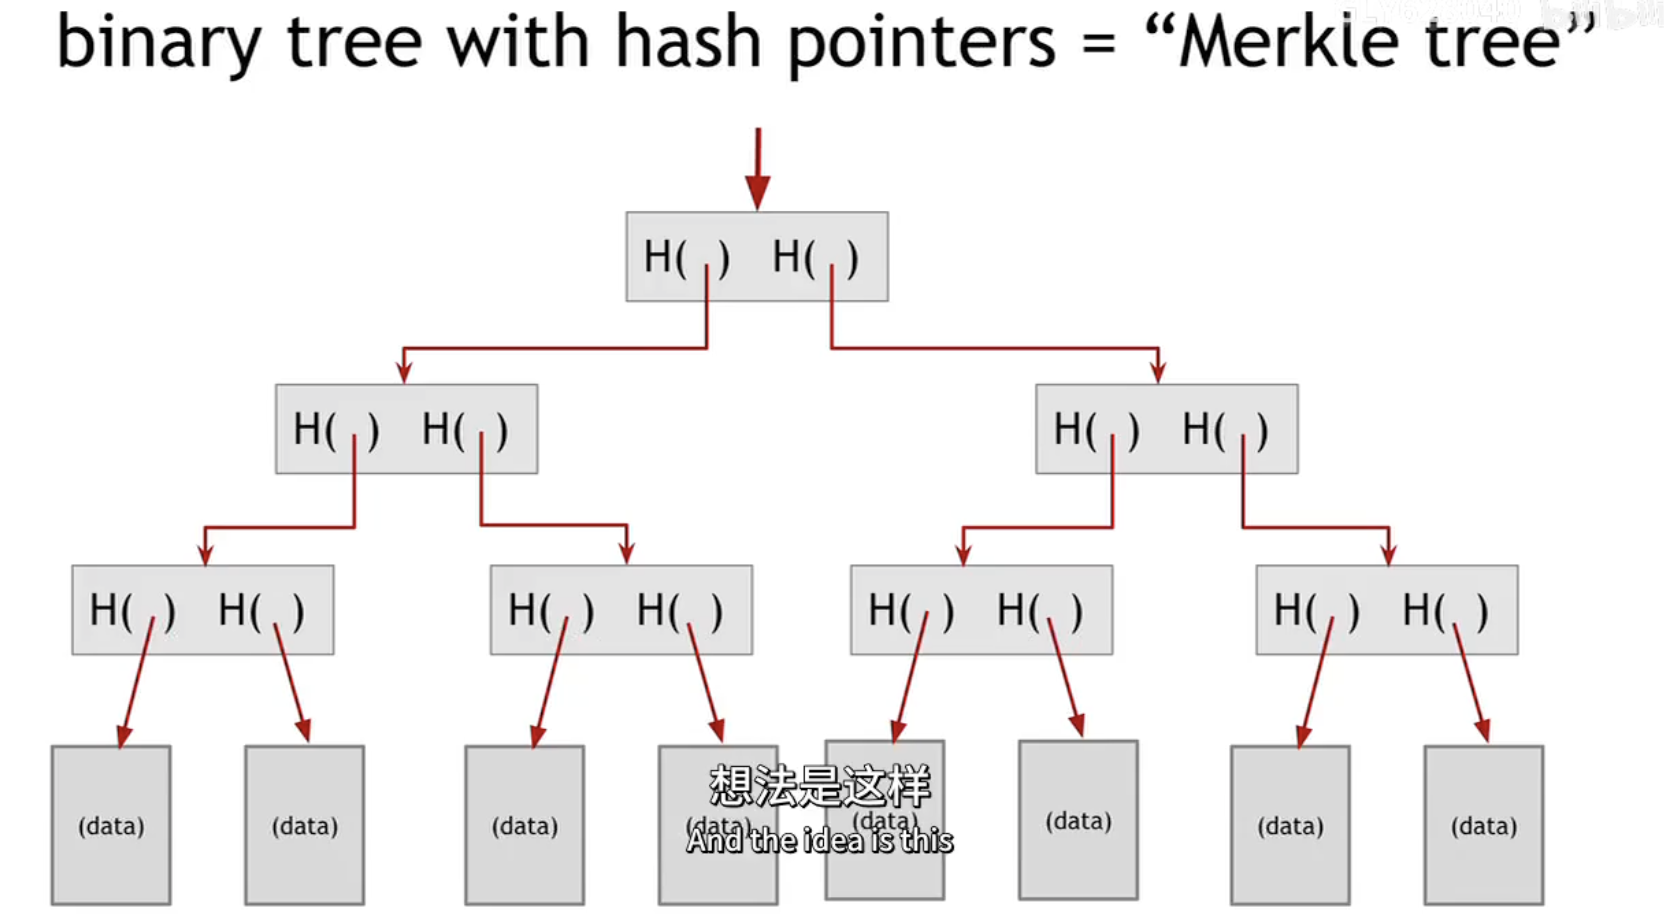 binary tree with hash pointers = “Merkle tree”
H( ) H( )
H( ) H( ) H( ) H( )
H( ) H( ) H( ) H( ) H( ) H( ) H( ) H( )
(data) (data) (data) (data) (data) (data) (data) (data)
想法是这样
And the idea is this